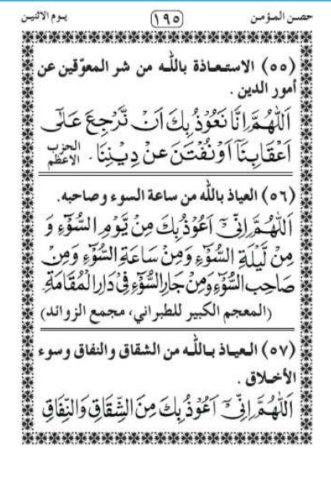 حصن المؤمن (١٩٥) يوم الاثنين
(٥٥) الاستعاذة بالله من شر المعوّقين عن
أمور الدين .
اَللّٰهُمَّ اِنَّا نَعُوْذُ بِكَ اَنْ نَّرْجِعَ عَلٰٓى
اَعْقَابِنَا اَوْ نُفْتَنَ عَنْ دِيْنِنَا . الحزب الاعظم
(٥٦) العياذ بالله من ساعة السوء وصاحبه.
اَللّٰهُمَّ اِنِّىْٓ اَعُوْذُ بِكَ مِنْ يَّوْمِ السُّوْٓءِ وَ
مِنْ لَّيْلَةِ السُّوْٓءِ وَمِنْ سَاعَةِ السُّوْٓءِ وَمِنْ
صَاحِبِ السُّوْٓءِ وَمِنْ جَارِ السُّوْٓءِ فِىْ دَارِ الْمُقَامَةِ.
(المعجم الكبير للطبراني، مجمع الزوائد)
(٥٧) العياذ بالله من الشقاق والنفاق وسوء
الأخلاق .
اَللّٰهُمَّ اِنِّىْٓ اَعُوْذُ بِكَ مِنَ الشِّقَاقِ وَالنِّفَاقِ